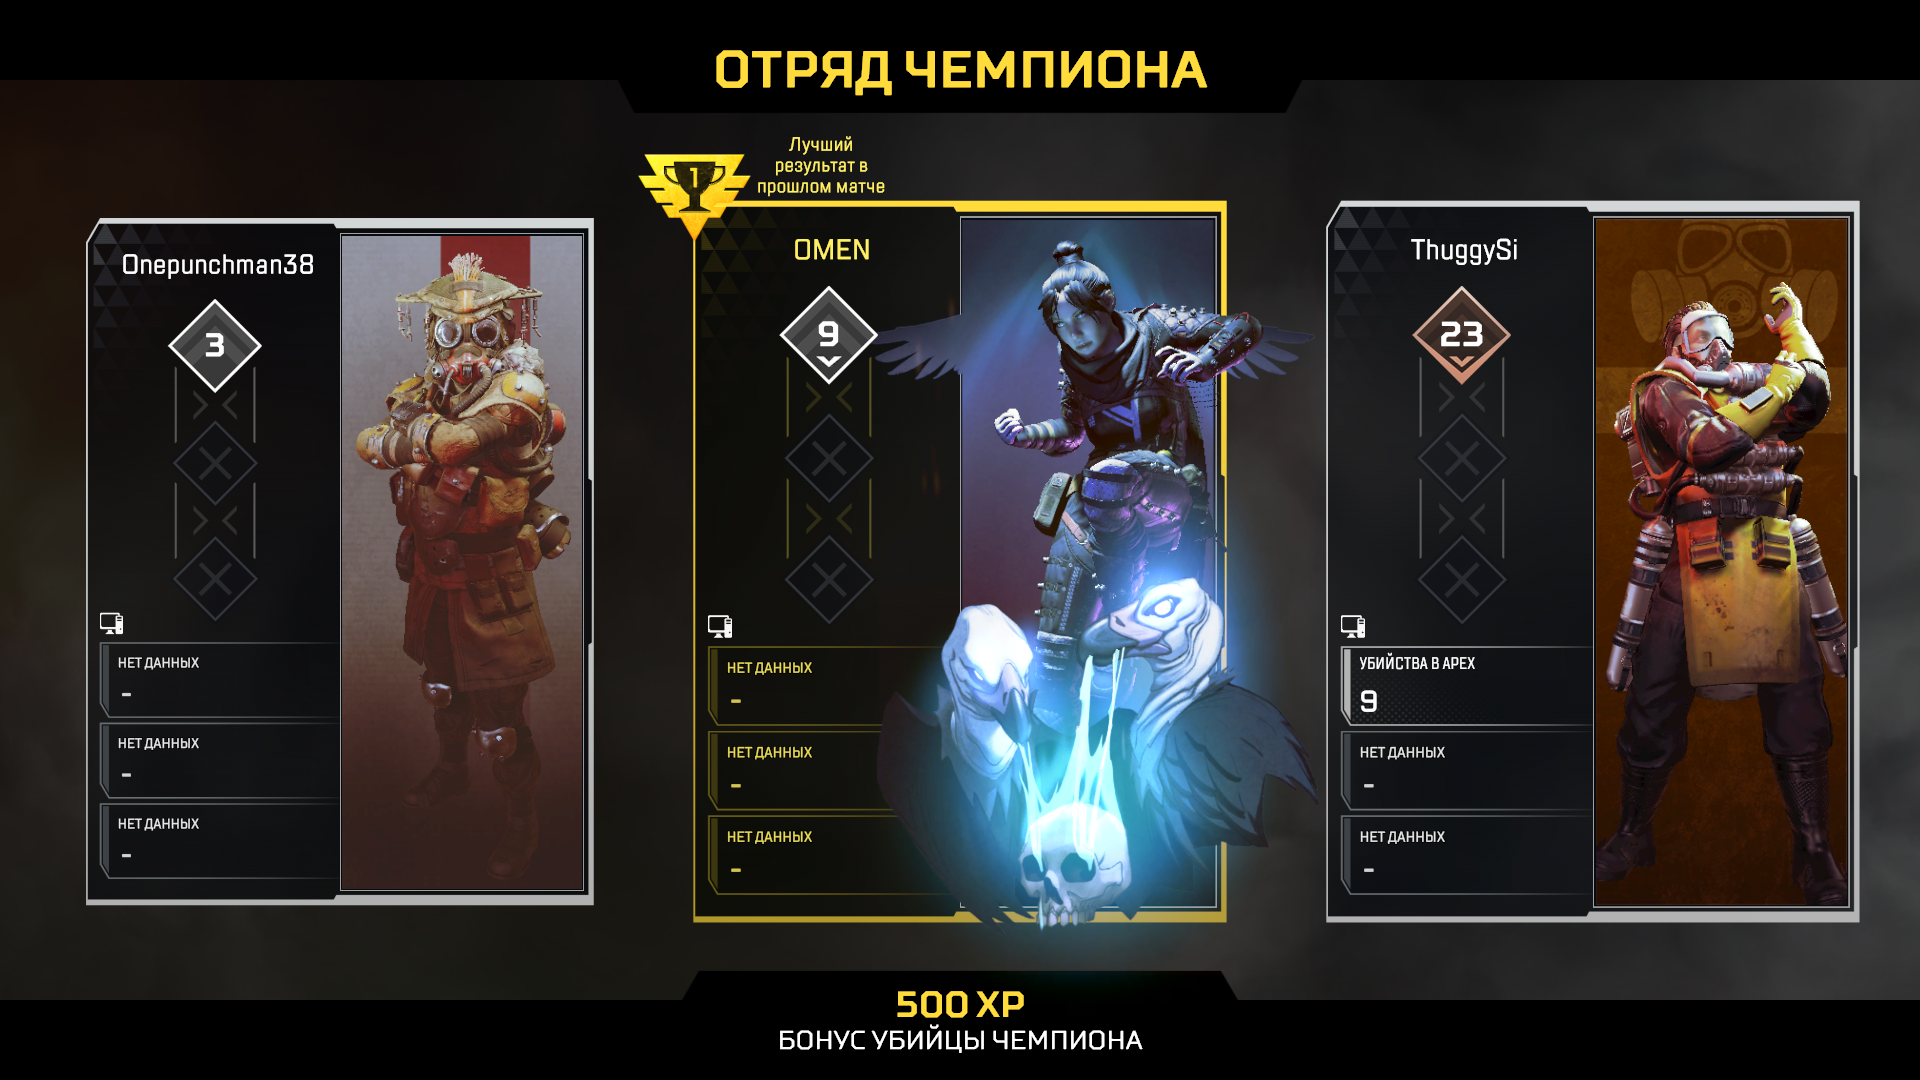 ОТРЯД ЧЕМПИОНА
1
Лучший
результат в
прошлом матче
Onepunchman38
3
НЕТ ДАННЫХ
-
НЕТ ДАННЫХ
-
НЕТ ДАННЫХ
-
OMEN
9
НЕТ ДАННЫХ
-
НЕТ ДАННЫХ
-
НЕТ ДАННЫХ
-
ThuggySi
23
УБИЙСТВА В APEX
9
НЕТ ДАННЫХ
-
НЕТ ДАННЫХ
-
500 XP
БОНУС УБИЙЦЫ ЧЕМПИОНА